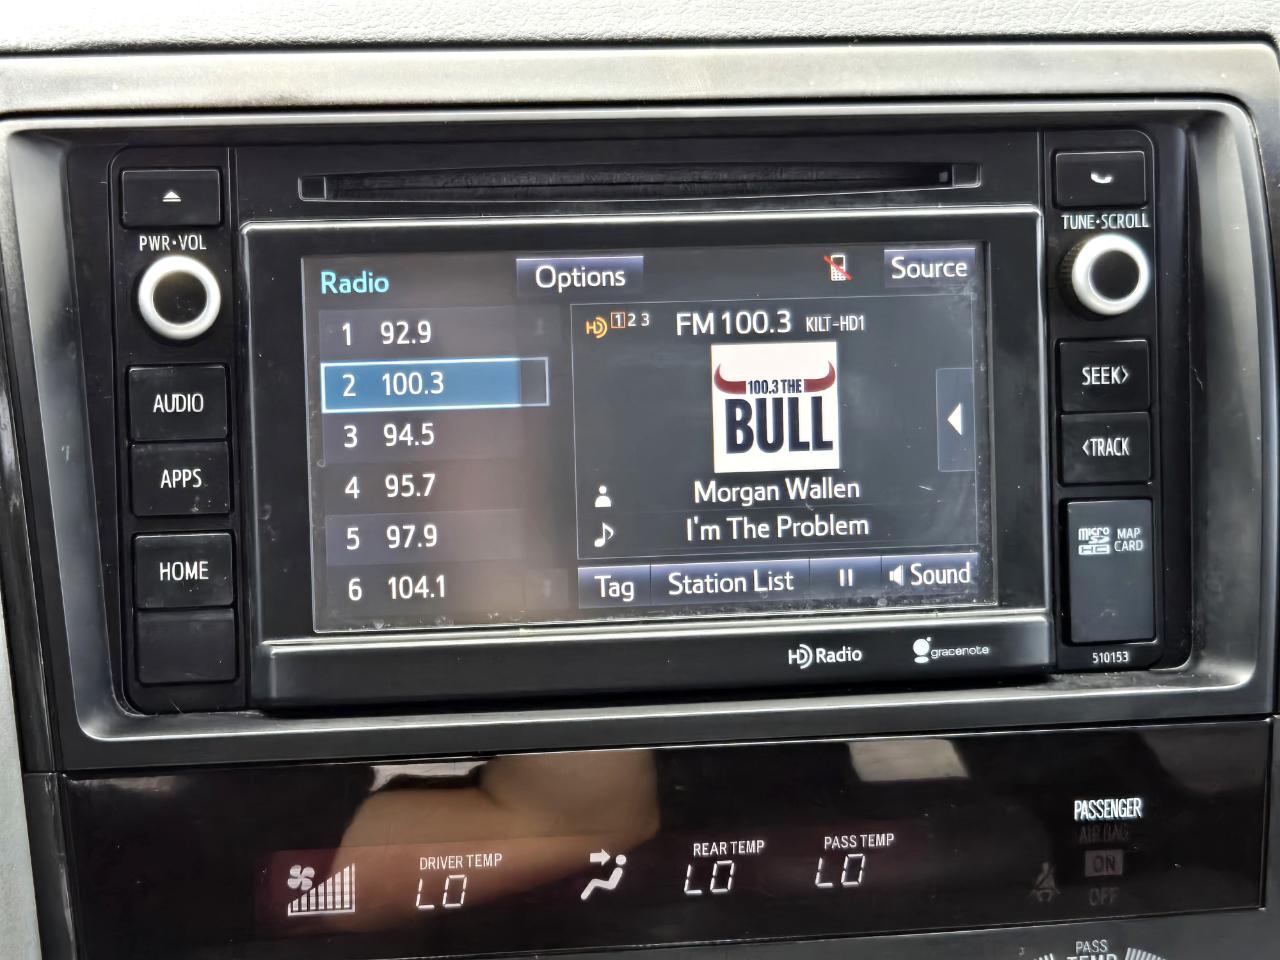 PWR•VOL
TUNE•SCROLL
Radio
Options
Source
1 92.9
2 100.3
3 94.5
4 95.7
5 97.9
6 104.1
HD 1 2 3
FM 100.3 KILT-HD1
100.3 THE
BULL
Morgan Wallen
I'm The Problem
Tag
Station List
Sound
AUDIO
APPS
HOME
SEEK>
<TRACK
micro
SD
HC
MAP
CARD
510153
HD Radio
gracenote
DRIVER TEMP
LO
REAR TEMP
LO
PASS TEMP
LO
PASSENGER
AIR BAG
ON
OFF
PASS
TEMP